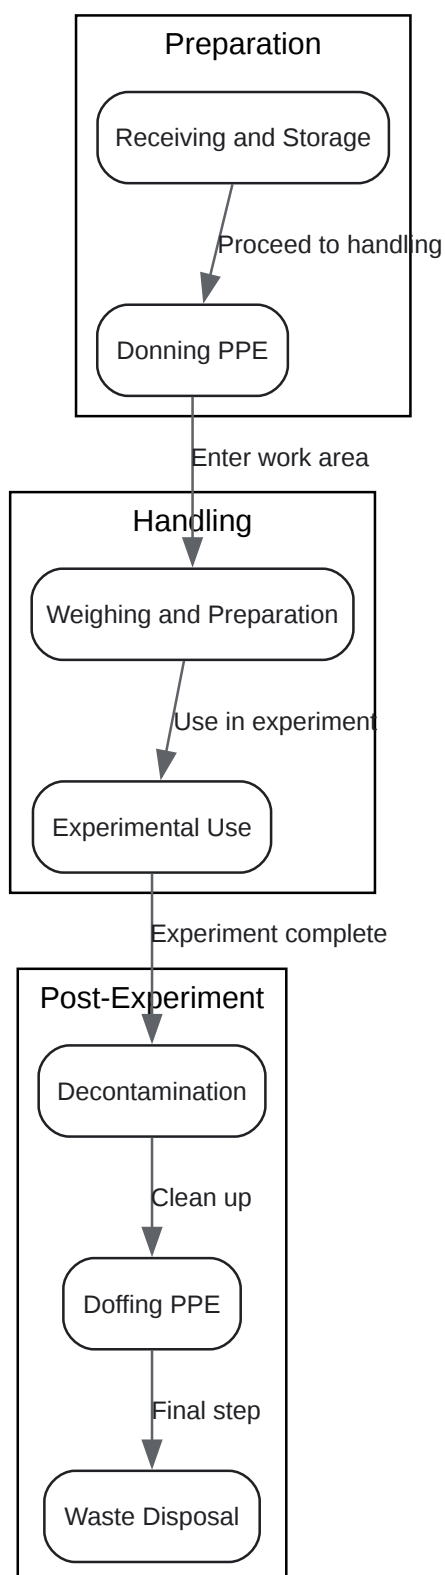 Preparation
Receiving and Storage
Proceed to handling
Donning PPE
Enter work area
Handling
Weighing and Preparation
Use in experiment
Experimental Use
Experiment complete
Post-Experiment
Decontamination
Clean up
Doffing PPE
Final step
Waste Disposal